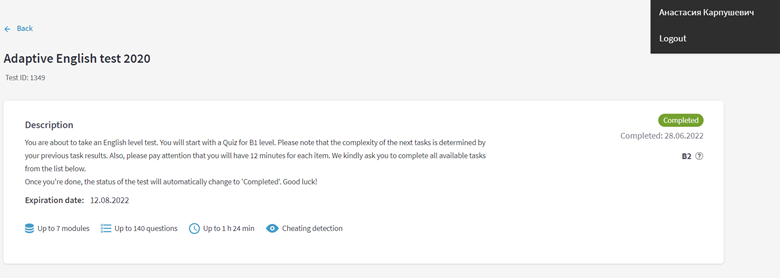 Анастасия Карпушевич
Logout
Back
Adaptive English test 2020
Test ID: 1349
Description
Completed
Completed: 28.06.2022
B2
You are about to take an English level test. You will start with a Quiz for B1 level. Please note that the complexity of the next tasks is determined by
your previous task results. Also, please pay attention that you will have 12 minutes for each item. We kindly ask you to complete all available tasks
from the list below.
Once you're done, the status of the test will automatically change to 'Completed'. Good luck!
Expiration date: 12.08.2022
Up to 7 modules Up to 140 questions Up to 1 h 24 min Cheating detection